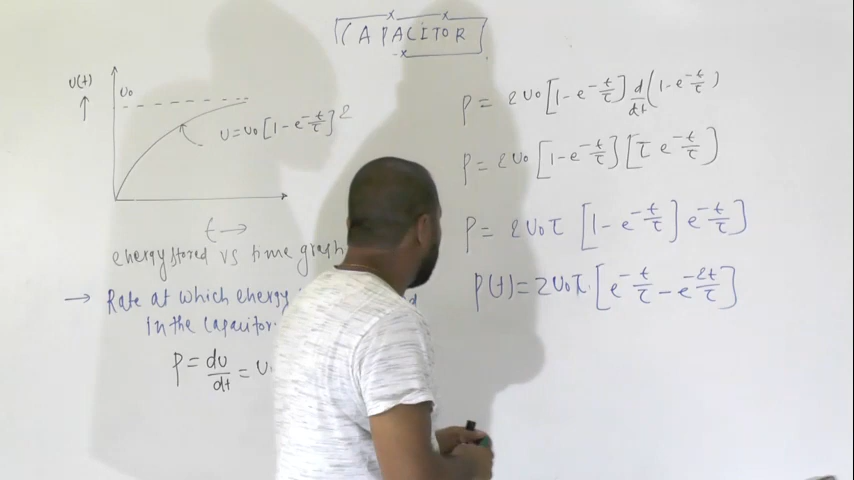 CAPACITOR
U(t)
U₀
U=U₀[1-e^{-t/τ}]^2
t →
energy stored vs time graph
→ Rate at which energy
d
in the capacitor.
P = du/dt = U
P = 2U₀[1-e^{-t/τ}] d/dt (1-e^{-t/τ})
P = 2U₀ [1-e^{-t/τ}][τ e^{-t/τ}]
P = 2U₀τ [1-e^{-t/τ}] e^{-t/τ}]
P(t) = 2U₀τ. [e^{-t/τ} - e^{-2t/τ}]